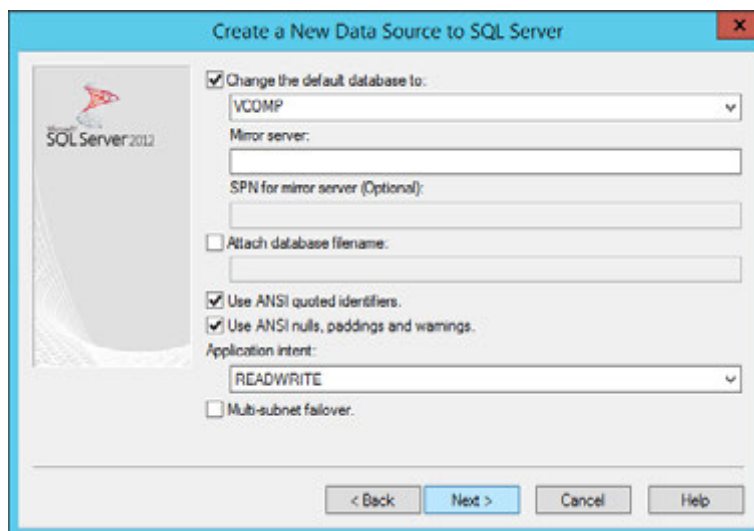 Create a New Data Source to SQL Server
x
Microsoft
SQL Server 2012
Change the default database to:
VCOMP
Mirror server:
SPN for mirror server (Optional):
Attach database filename:
Use ANSI quoted identifiers.
Use ANSI nulls, paddings and warnings.
Application intent:
READWRITE
Multi-subnet failover.
< Back Next > Cancel Help